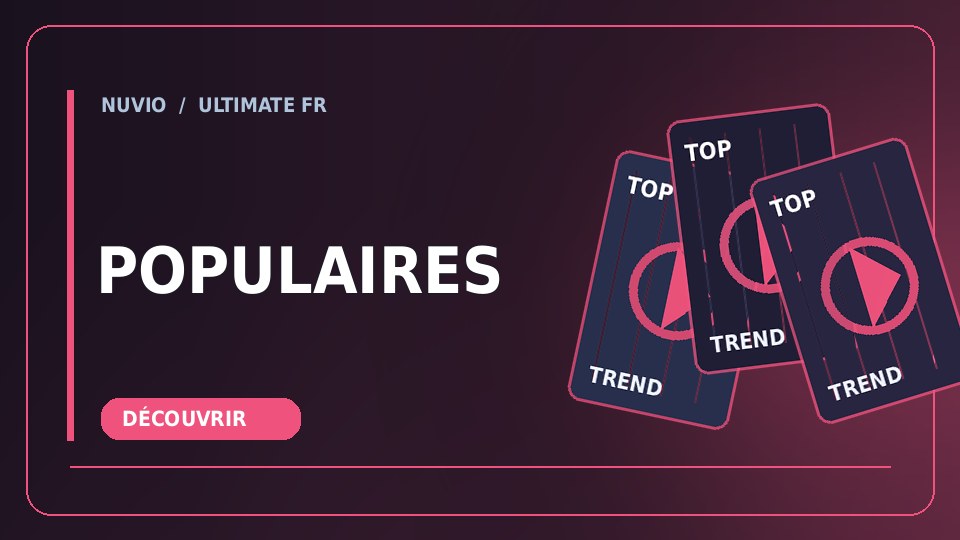 NUVIO / ULTIMATE FR
POPULAIRES
DÉCOUVRIR
TOP
TREND
TOP
TREND
TOP
TREND